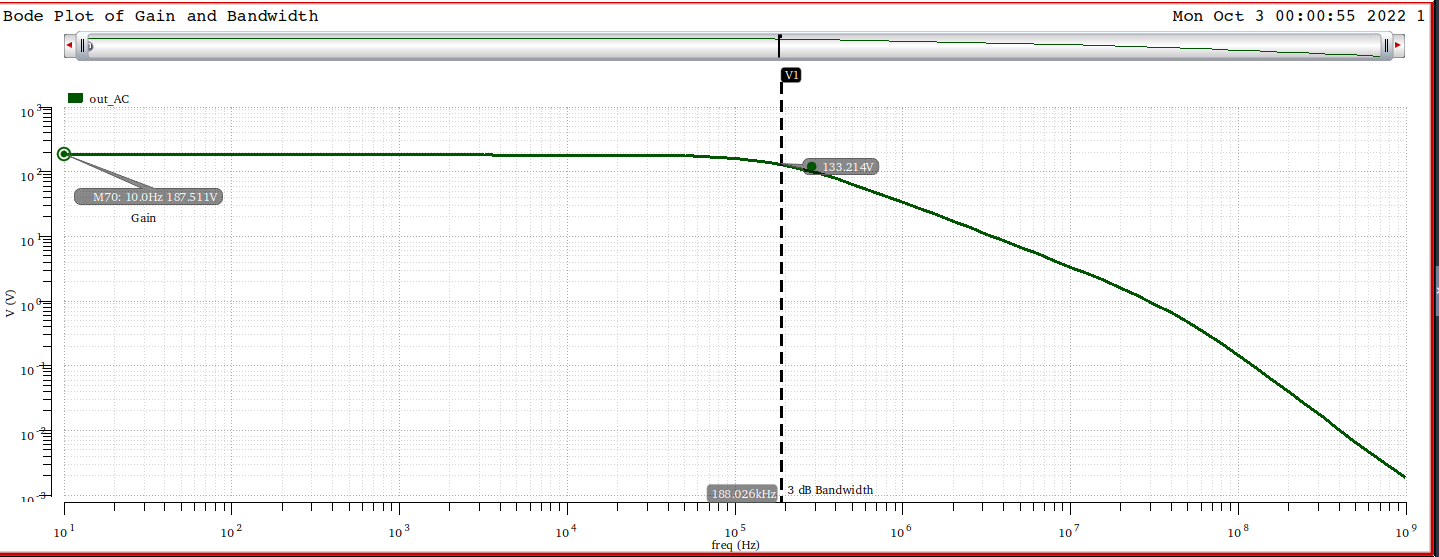 Bode Plot of Gain and Bandwidth
Mon Oct 3 00:00:55 2022 1
V1
out_AC
10 3
133.214V
10 2
M70: 10.0Hz 187.511V
Gain
10 1
10 0
V (V)
10 -1
10 -2
10 -3
188.026kHz
3 dB Bandwidth
10 1
10 2
10 3
10 4
10 5
10 6
10 7
10 8
10 9
freq (Hz)